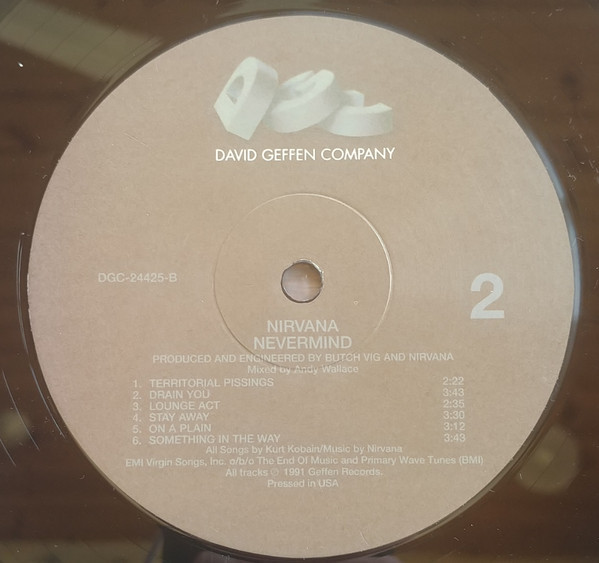 DGC
DAVID GEFFEN COMPANY
DGC-24425-B
2
NIRVANA
NEVERMIND
PRODUCED AND ENGINEERED BY BUTCH VIG AND NIRVANA
Mixed by Andy Wallace
1. TERRITORIAL PISSINGS 2:22
2. DRAIN YOU 3:43
3. LOUNGE ACT 2:35
4. STAY AWAY 3:30
5. ON A PLAIN 3:12
6. SOMETHING IN THE WAY 3:43
All Songs by Kurt Kobain/Music by Nirvana
EMI Virgin Songs, Inc. o/b/o The End Of Music and Primary Wave Tunes (BMI)
All tracks ℗ 1991 Geffen Records.
Pressed in USA